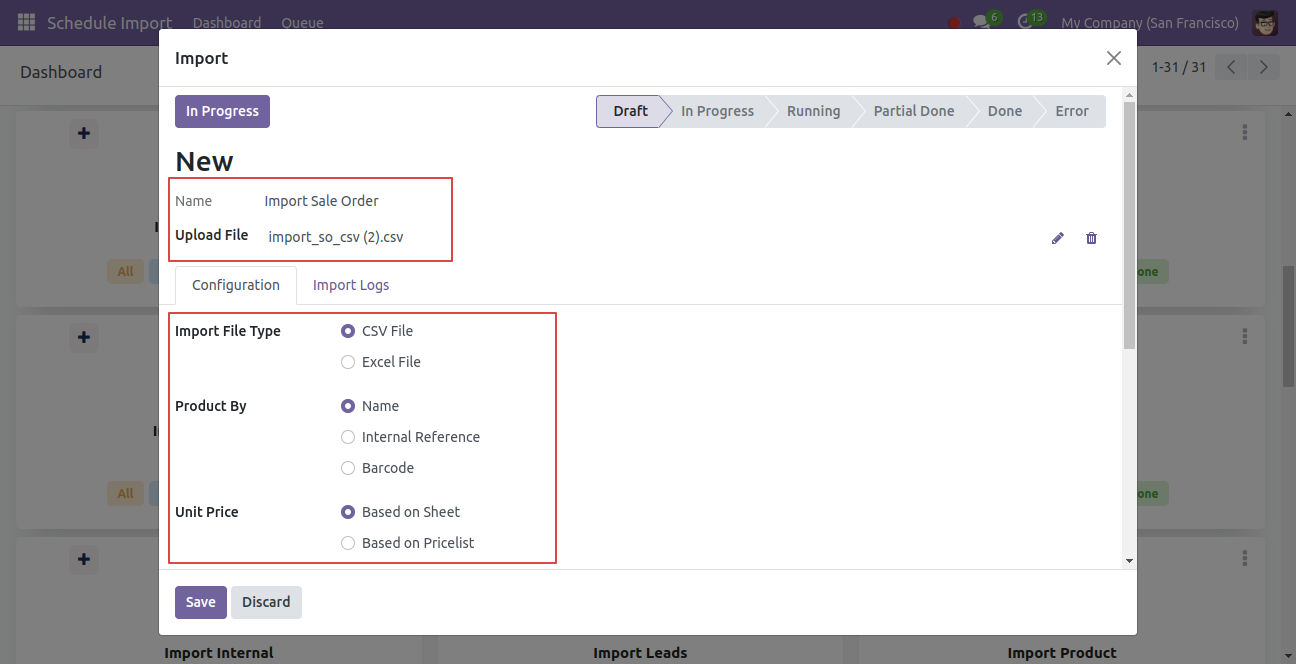 Schedule Import Dashboard Queue 6 13 My Company (San Francisco)
Dashboard 1-31 / 31
Import
In Progress Draft In Progress Running Partial Done Done Error
New
Name Import Sale Order
Upload File import_so_csv (2).csv
All one
Configuration Import Logs
Import File Type CSV File
Excel File
Product By Name
Internal Reference
Barcode
All one
Unit Price Based on Sheet
Based on Pricelist
Save Discard
Import Internal Import Leads Import Product